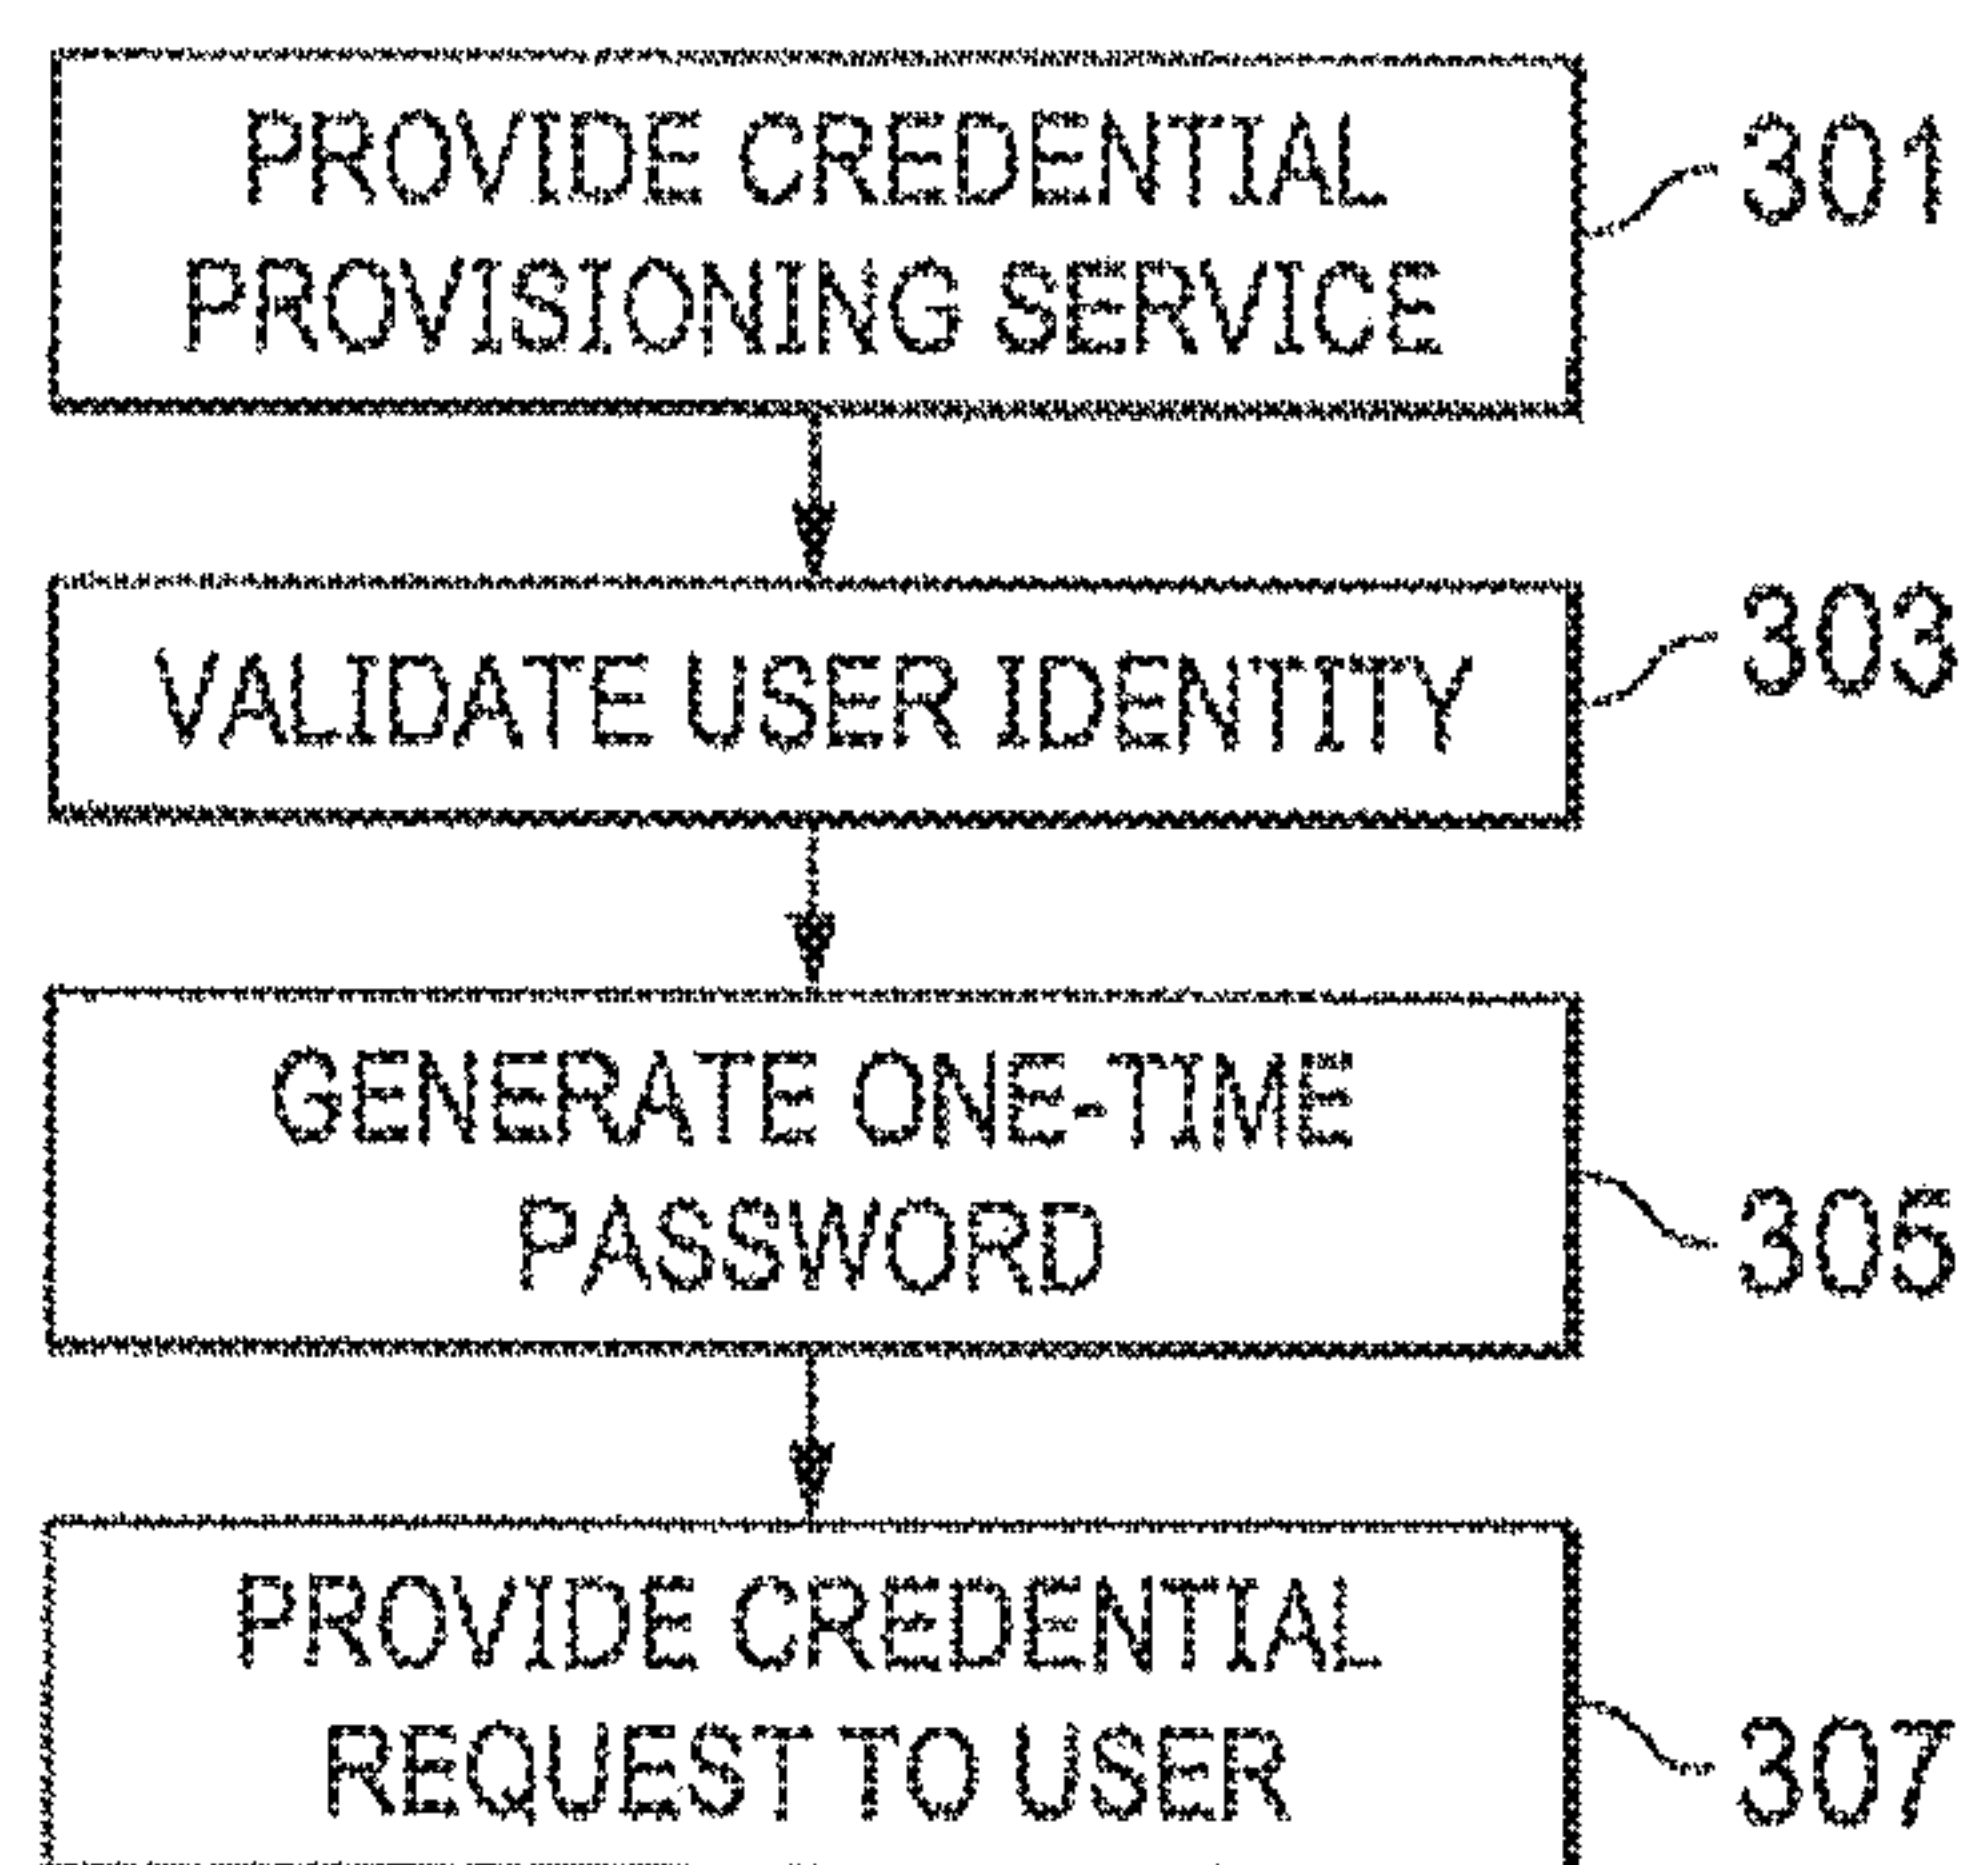 PROVIDE CREDENTIAL
PROVISIONING SERVICE
301
VALIDATE USER IDENTITY
303
GENERATE ONE-TIME
PASSWORD
305
PROVIDE CREDENTIAL
REQUEST TO USER
307